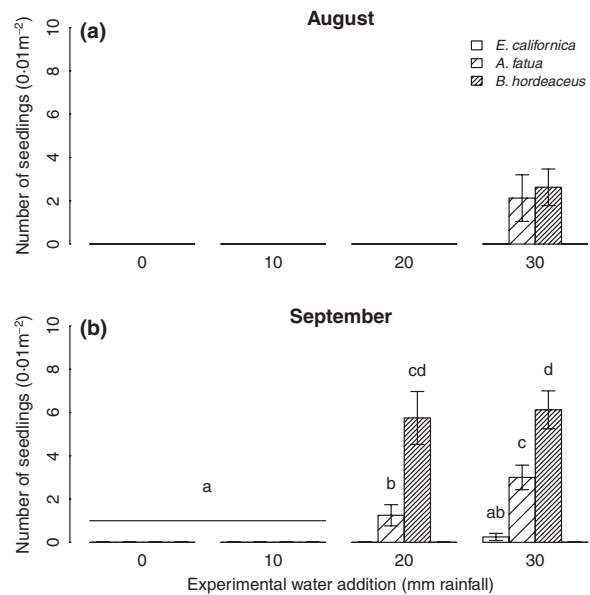 August
(a)
10
8
6
4
2
0
Number of seedlings (0·01m⁻²)
E. californica
A. fatua
B. hordeaceus
0 10 20 30
September
(b)
10
8
6
4
2
0
Number of seedlings (0·01m⁻²)
a
b
cd
ab
c
d
0 10 20 30
Experimental water addition (mm rainfall)